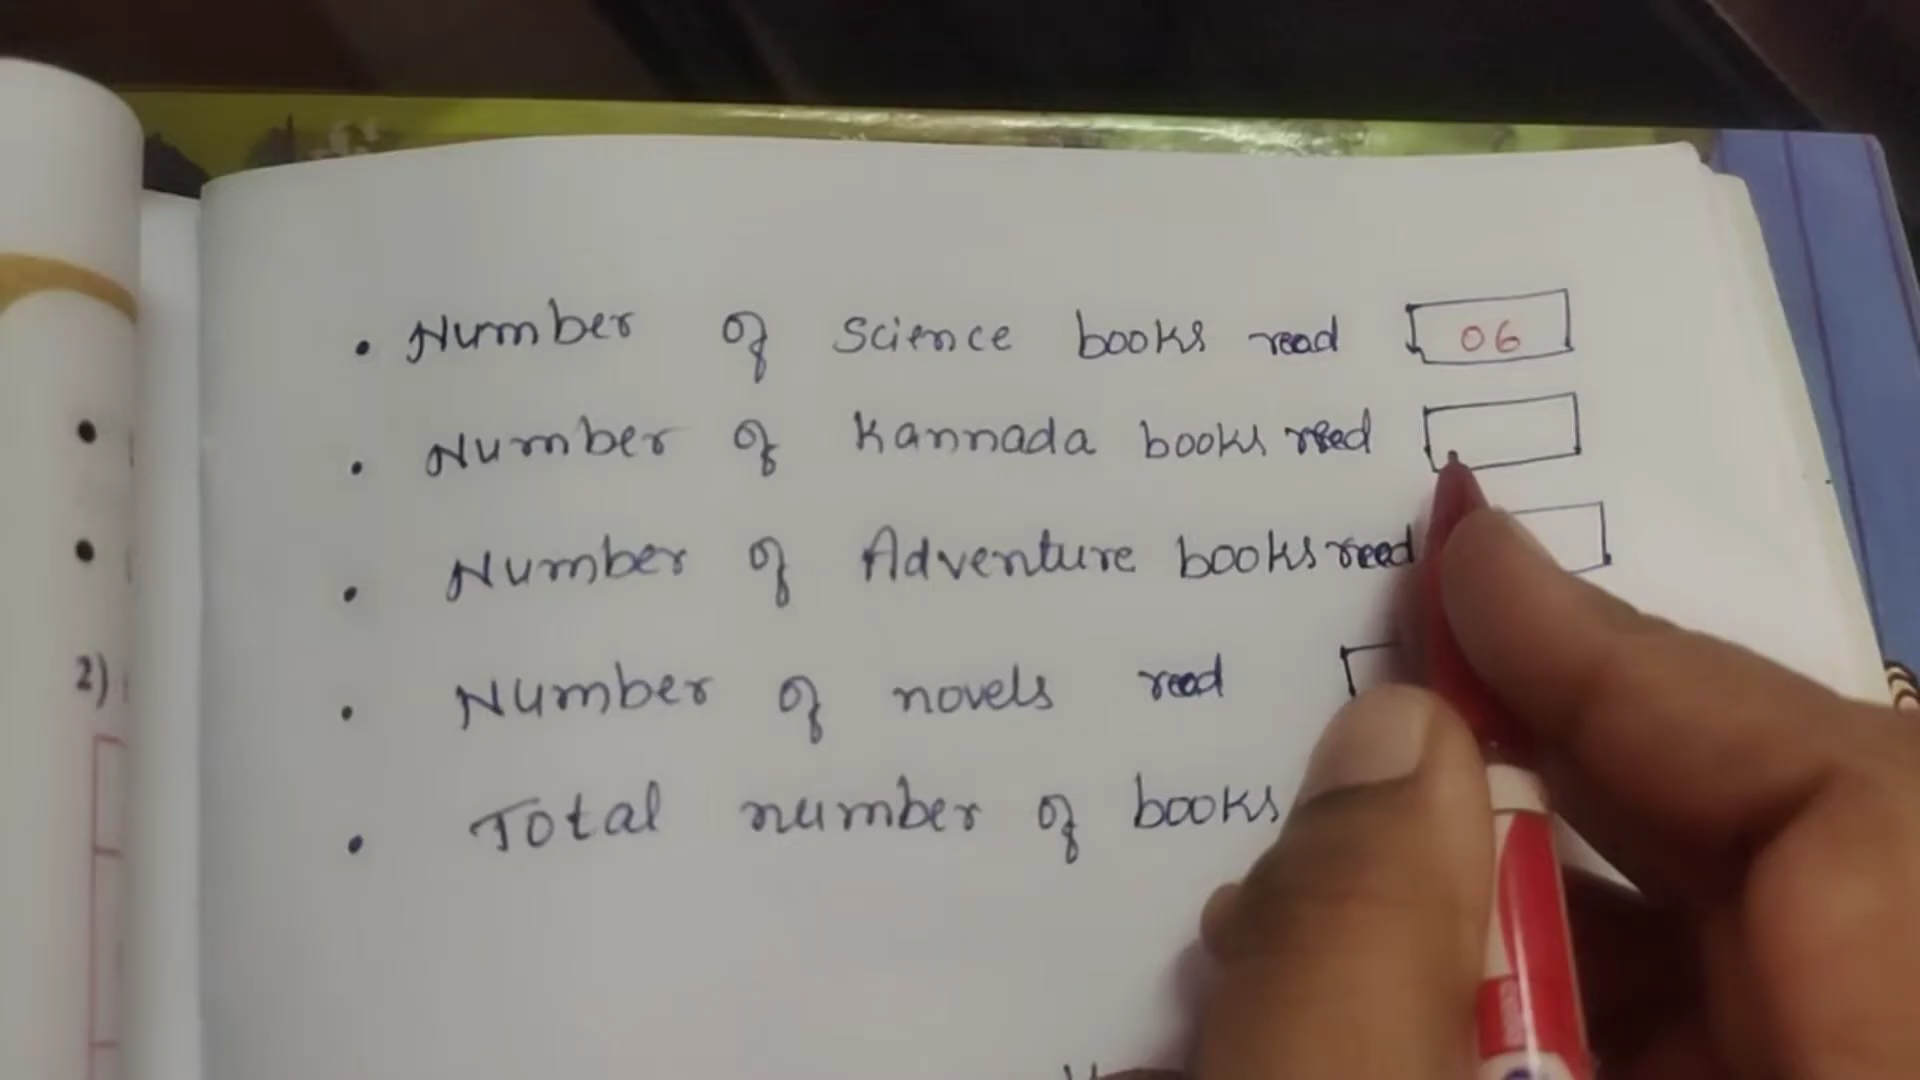 • Number of Science books read 06
• Number of Kannada books read
• Number of Adventure books read
• Number of novels read
• Total number of books
2)